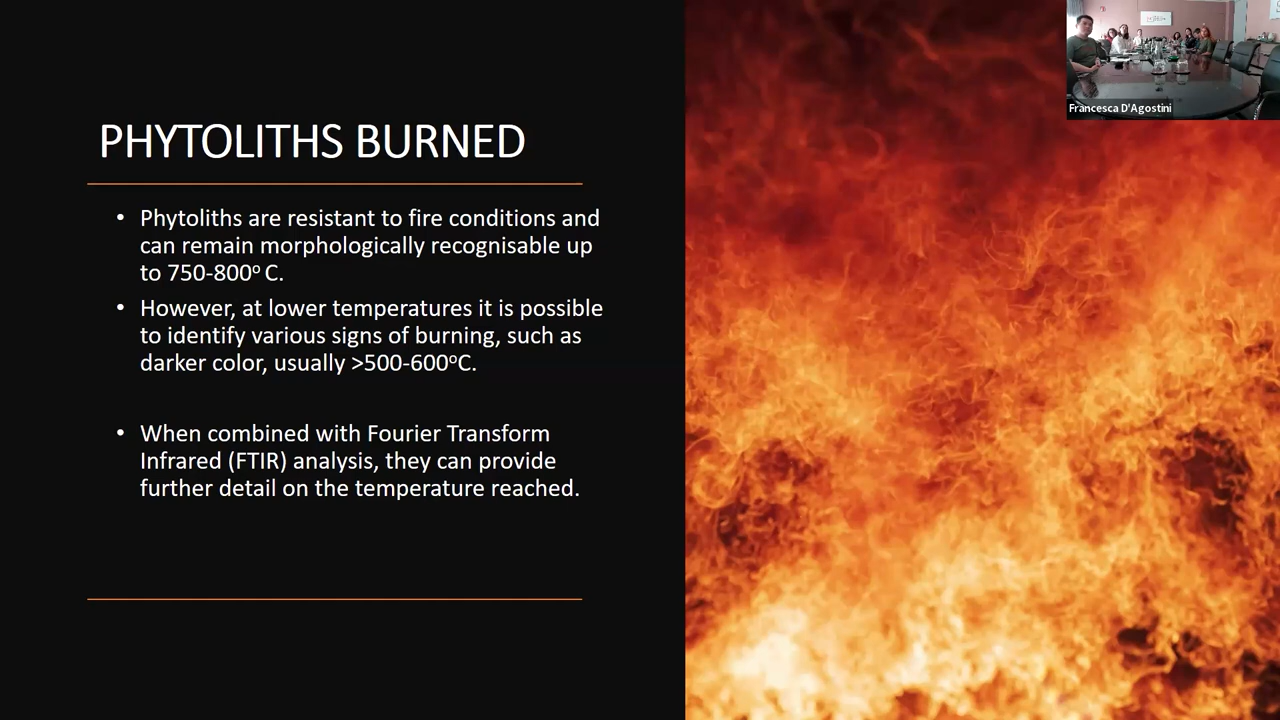 PHYTOLITHS BURNED
• Phytoliths are resistant to fire conditions and
can remain morphologically recognisable up
to 750-800º C.
• However, at lower temperatures it is possible
to identify various signs of burning, such as
darker color, usually >500-600ºC.
• When combined with Fourier Transform
Infrared (FTIR) analysis, they can provide
further detail on the temperature reached.
Francesca D'Agostini